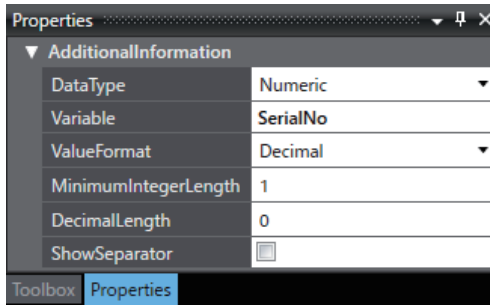 Properties
AdditionalInformation
DataType Numeric
Variable SerialNo
ValueFormat Decimal
MinimumIntegerLength 1
DecimalLength 0
ShowSeparator
Toolbox Properties